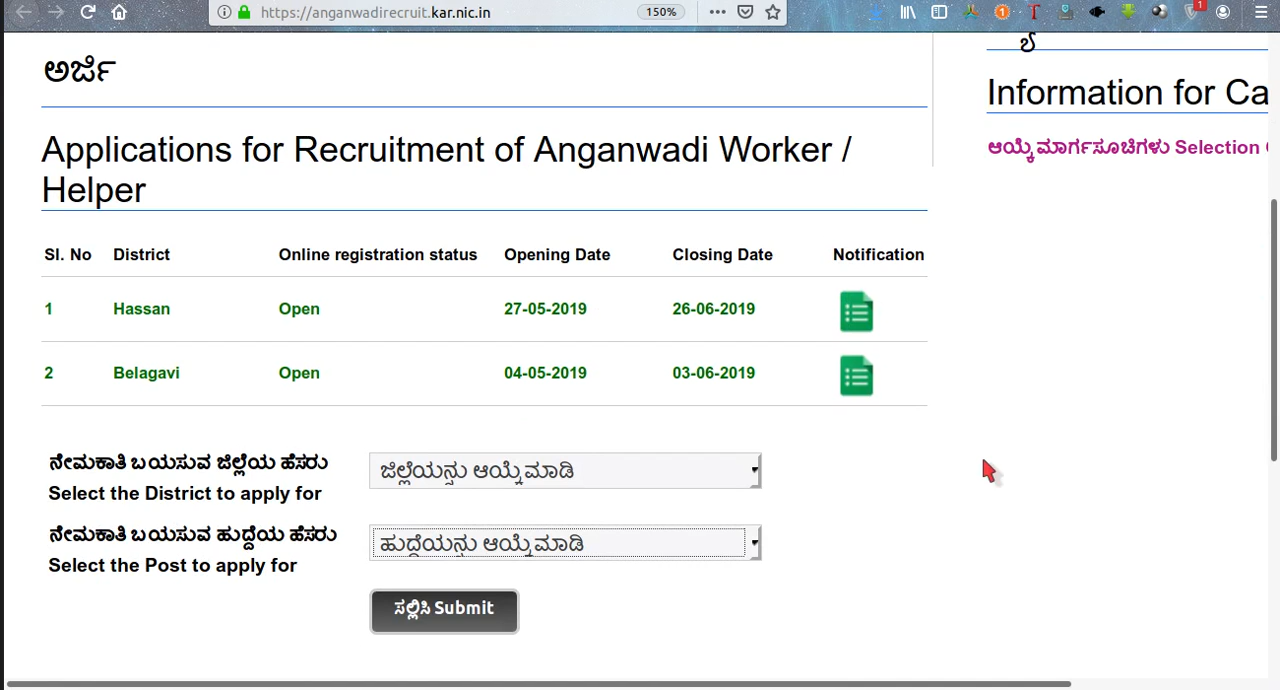 https://anganwadirecruit.kar.nic.in
150%
1
1
ಅರ್ಜಿ
Applications for Recruitment of Anganwadi Worker /
Helper
Sl. No District Online registration status Opening Date Closing Date Notification
1 Hassan Open 27-05-2019 26-06-2019
2 Belagavi Open 04-05-2019 03-06-2019
ನೇಮಕಾತಿ ಬಯಸುವ ಜಿಲ್ಲೆಯ ಹೆಸರು
Select the District to apply for
ಜಿಲ್ಲೆಯನ್ನು ಆಯ್ಕೆಮಾಡಿ
ನೇಮಕಾತಿ ಬಯಸುವ ಹುದ್ದೆಯ ಹೆಸರು
Select the Post to apply for
ಹುದ್ದೆಯನ್ನು ಆಯ್ಕೆಮಾಡಿ
ಸಲ್ಲಿಸಿ Submit
Information for Ca
ಆಯ್ಕೆ ಮಾರ್ಗಸೂಚಿಗಳು Selection